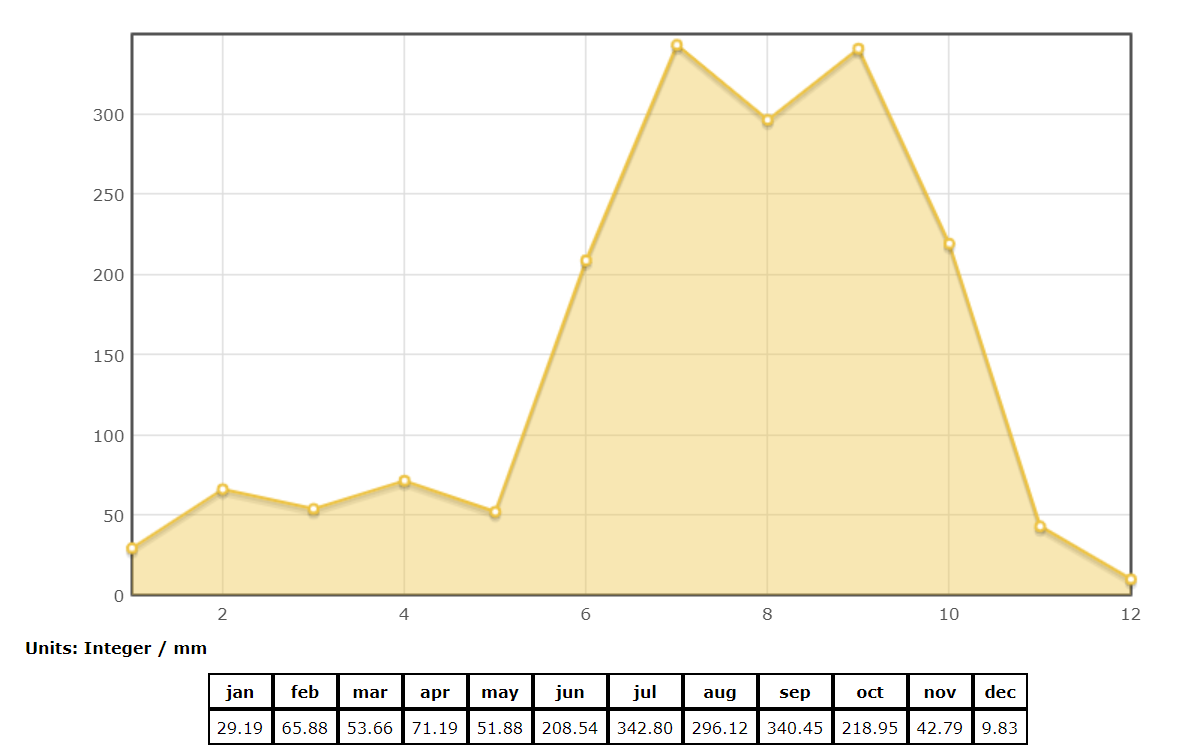 300
250
200
150
100
50
0
2 4 6 8 10 12
Units: Integer / mm
jan feb mar apr may jun jul aug sep oct nov dec
29.19 65.88 53.66 71.19 51.88 208.54 342.80 296.12 340.45 218.95 42.79 9.83